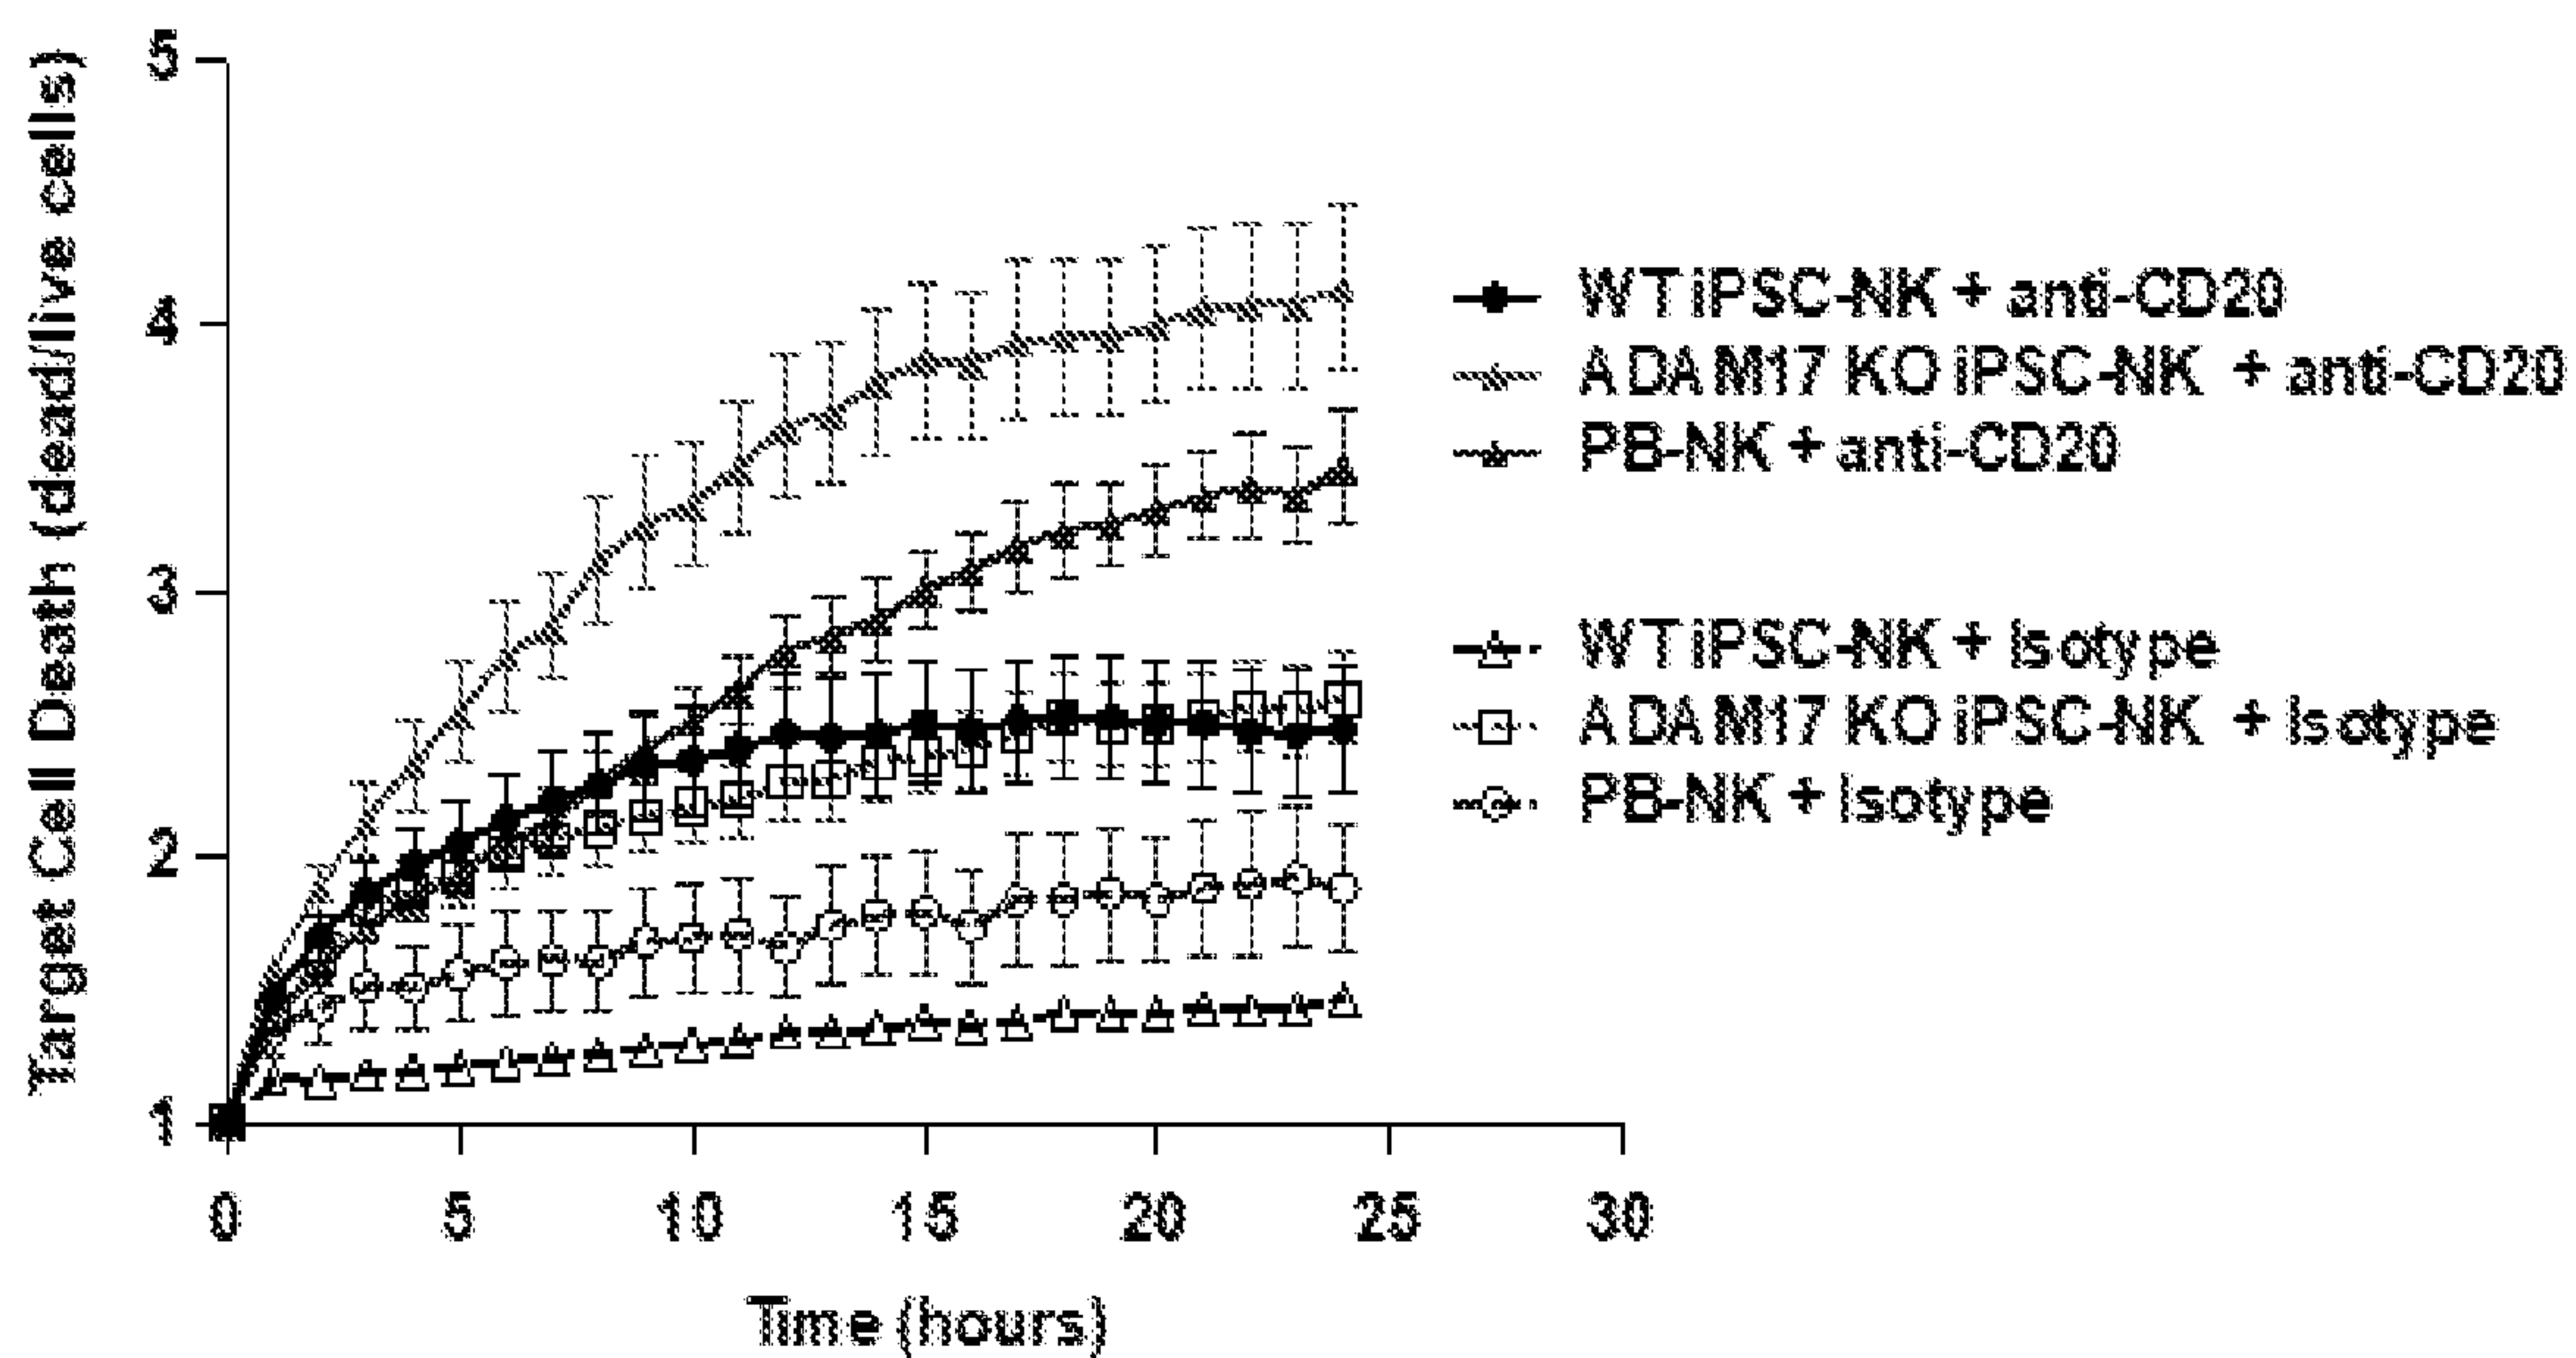 Target Cell Death (dead/live cells)
5
4
3
2
1
0 5 10 15 20 25 30
Time (hours)
WT iPSC-NK + anti-CD20
ADAM17 KO iPSC-NK + anti-CD20
PB-NK + anti-CD20
WT iPSC-NK + Isotype
ADAM17 KO iPSC-NK + Isotype
PB-NK + Isotype